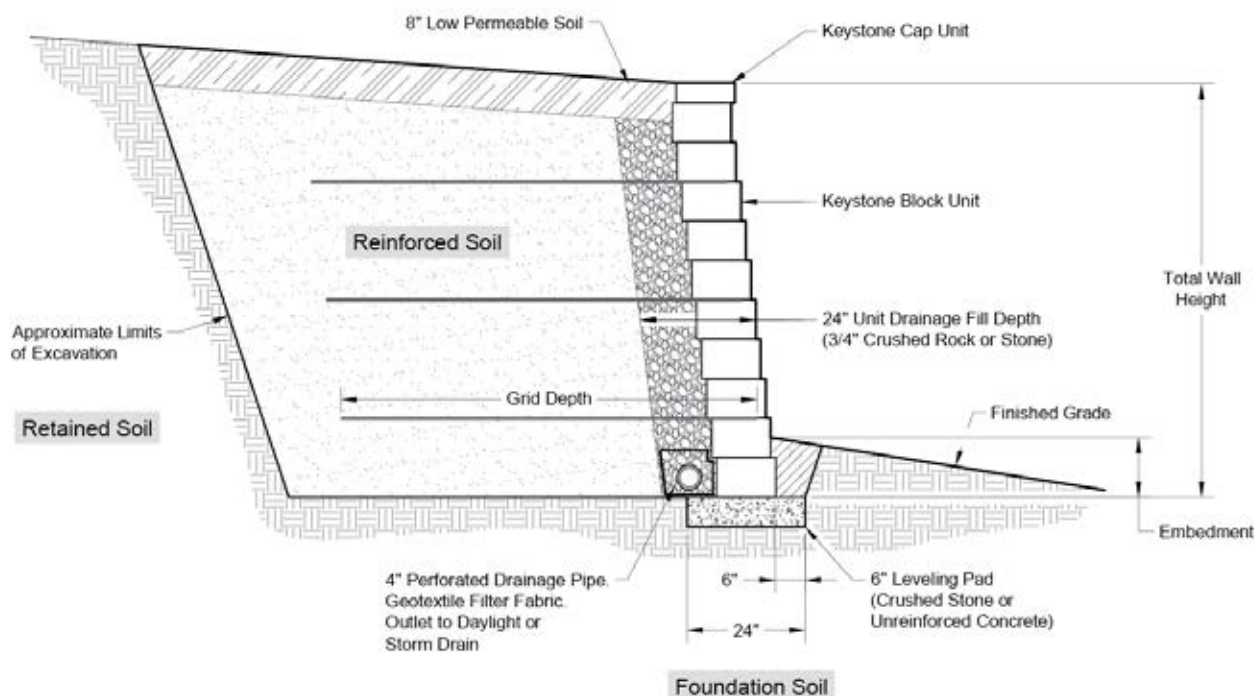 8" Low Permeable Soil
Keystone Cap Unit
Keystone Block Unit
Reinforced Soil
Total Wall
Height
Approximate Limits
of Excavation
24" Unit Drainage Fill Depth
(3/4" Crushed Rock or Stone)
Grid Depth
Finished Grade
Retained Soil
Embedment
4" Perforated Drainage Pipe.
Geotextile Filter Fabric.
Outlet to Daylight or
Storm Drain
6"
24"
6" Leveling Pad
(Crushed Stone or
Unreinforced Concrete)
Foundation Soil